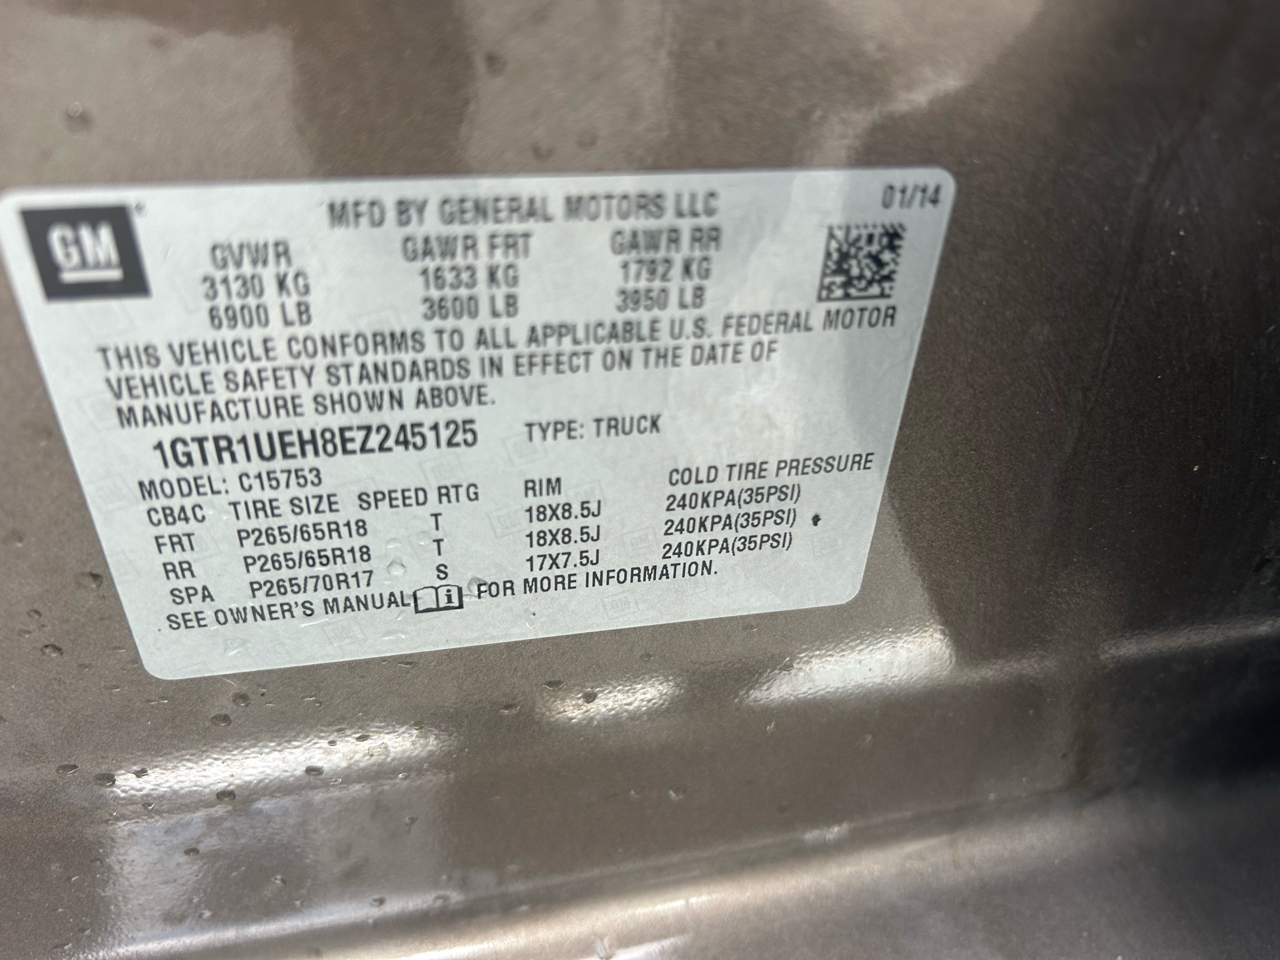 GM
MFD BY GENERAL MOTORS LLC 01/14
GVWR GAWR FRT GAWR RR
3130 KG 1633 KG 1792 KG
6900 LB 3600 LB 3950 LB
THIS VEHICLE CONFORMS TO ALL APPLICABLE U.S. FEDERAL MOTOR
VEHICLE SAFETY STANDARDS IN EFFECT ON THE DATE OF
MANUFACTURE SHOWN ABOVE.
1GTR1UEH8EZ245125 TYPE: TRUCK
MODEL: C15753
CB4C TIRE SIZE SPEED RTG RIM COLD TIRE PRESSURE
FRT P265/65R18 T 18X8.5J 240KPA(35PSI)
RR P265/65R18 T 18X8.5J 240KPA(35PSI)
SPA P265/70R17 S 17X7.5J 240KPA(35PSI)
SEE OWNER'S MANUAL FOR MORE INFORMATION.